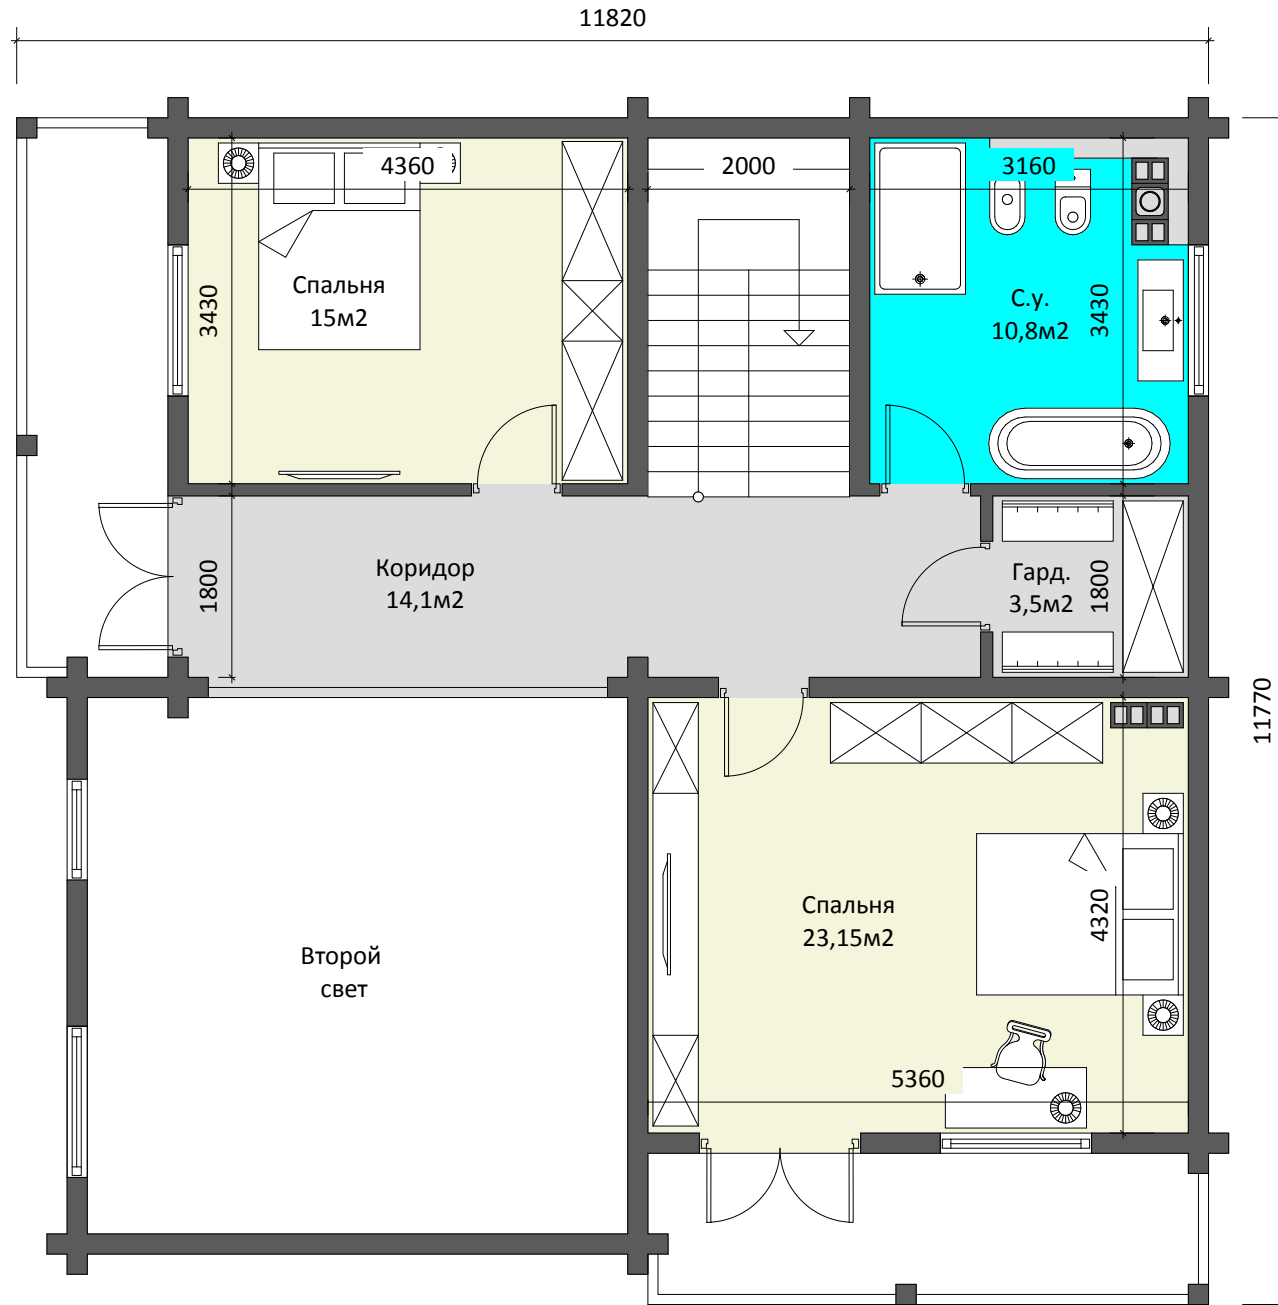 11820
4360
2000
3160
Спальня
15м2
3430
С.у.
10,8м2
3430
Коридор
14,1м2
1800
Гард.
3,5м2
1800
11770
Спальня
23,15м2
4320
Второй
свет
5360